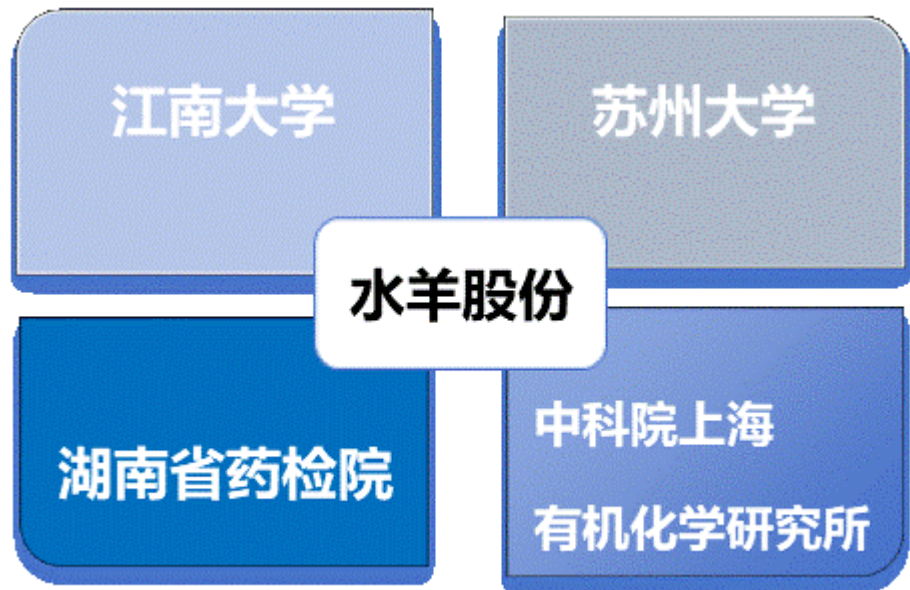 江南大学
苏州大学
水羊股份
湖南省药检院
中科院上海
有机化学研究所